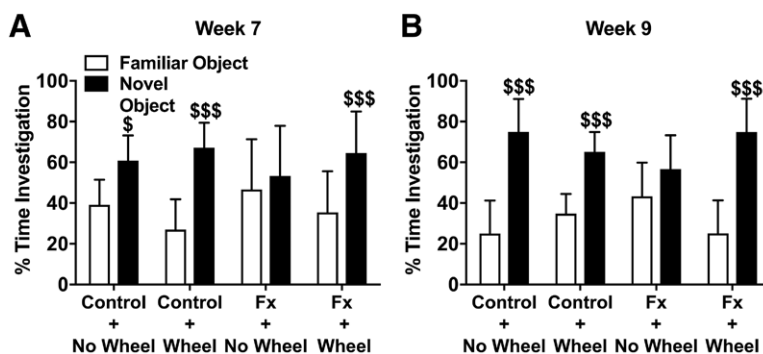 A
Week 7
Familiar Object
Novel
Object
% Time Investigation
100
80
60
40
20
0
$
$$$
$$$
Control
+
No Wheel
Control
+
Wheel
Fx
+
No Wheel
Fx
+
Wheel
B
Week 9
% Time Investigation
100
80
60
40
20
0
$$$
$$$
$$$
Control
+
No Wheel
Control
+
Wheel
Fx
+
No Wheel
Fx
+
Wheel